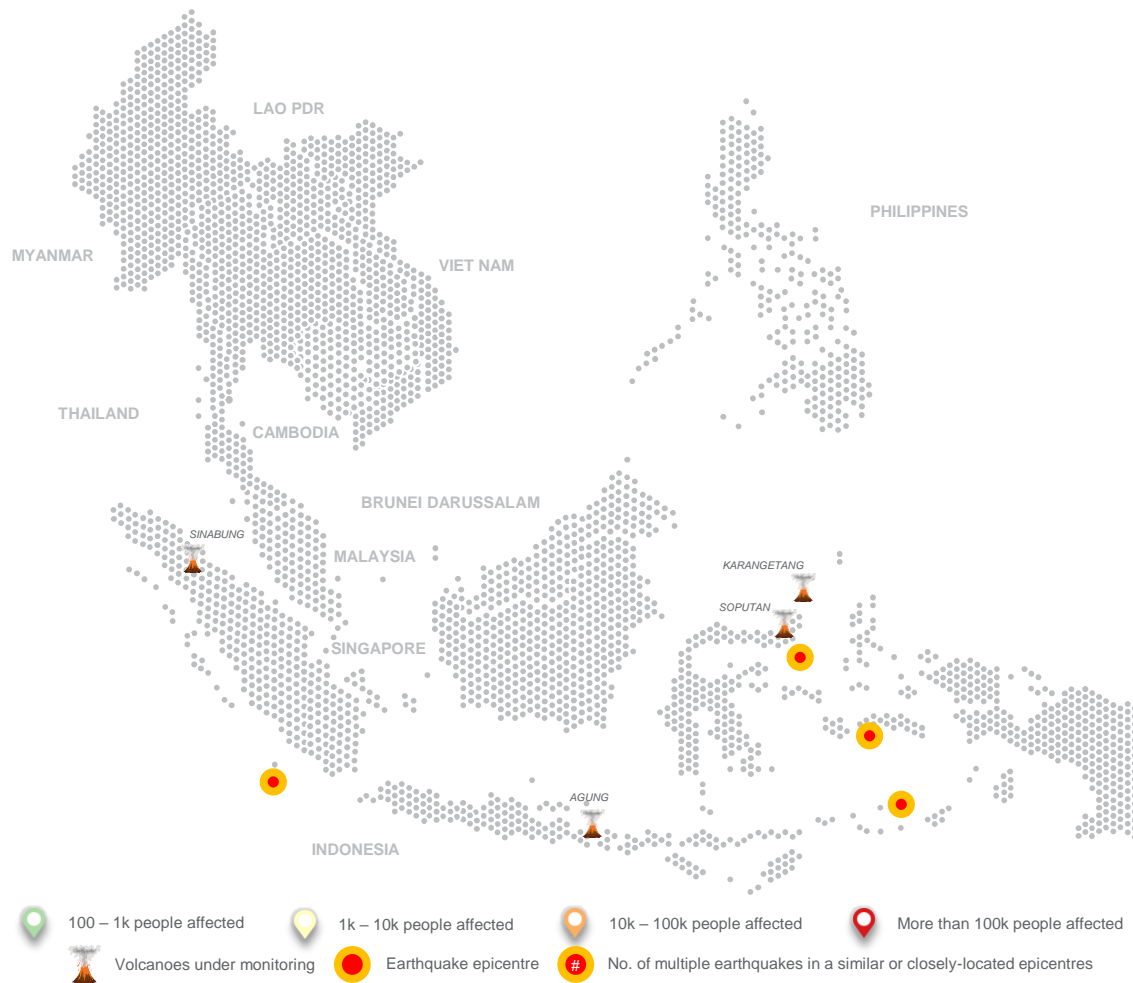 LAO PDR
PHILIPPINES
MYANMAR
VIET NAM
THAILAND
CAMBODIA
BRUNEI DARUSSALAM
SINABUNG
MALAYSIA
KARANGETANG
SOPUTAN
SINGAPORE
AGUNG
INDONESIA
100 – 1k people affected
1k – 10k people affected
10k – 100k people affected
More than 100k people affected
Volcanoes under monitoring
Earthquake epicentre
# No. of multiple earthquakes in a similar or closely-located epicentres